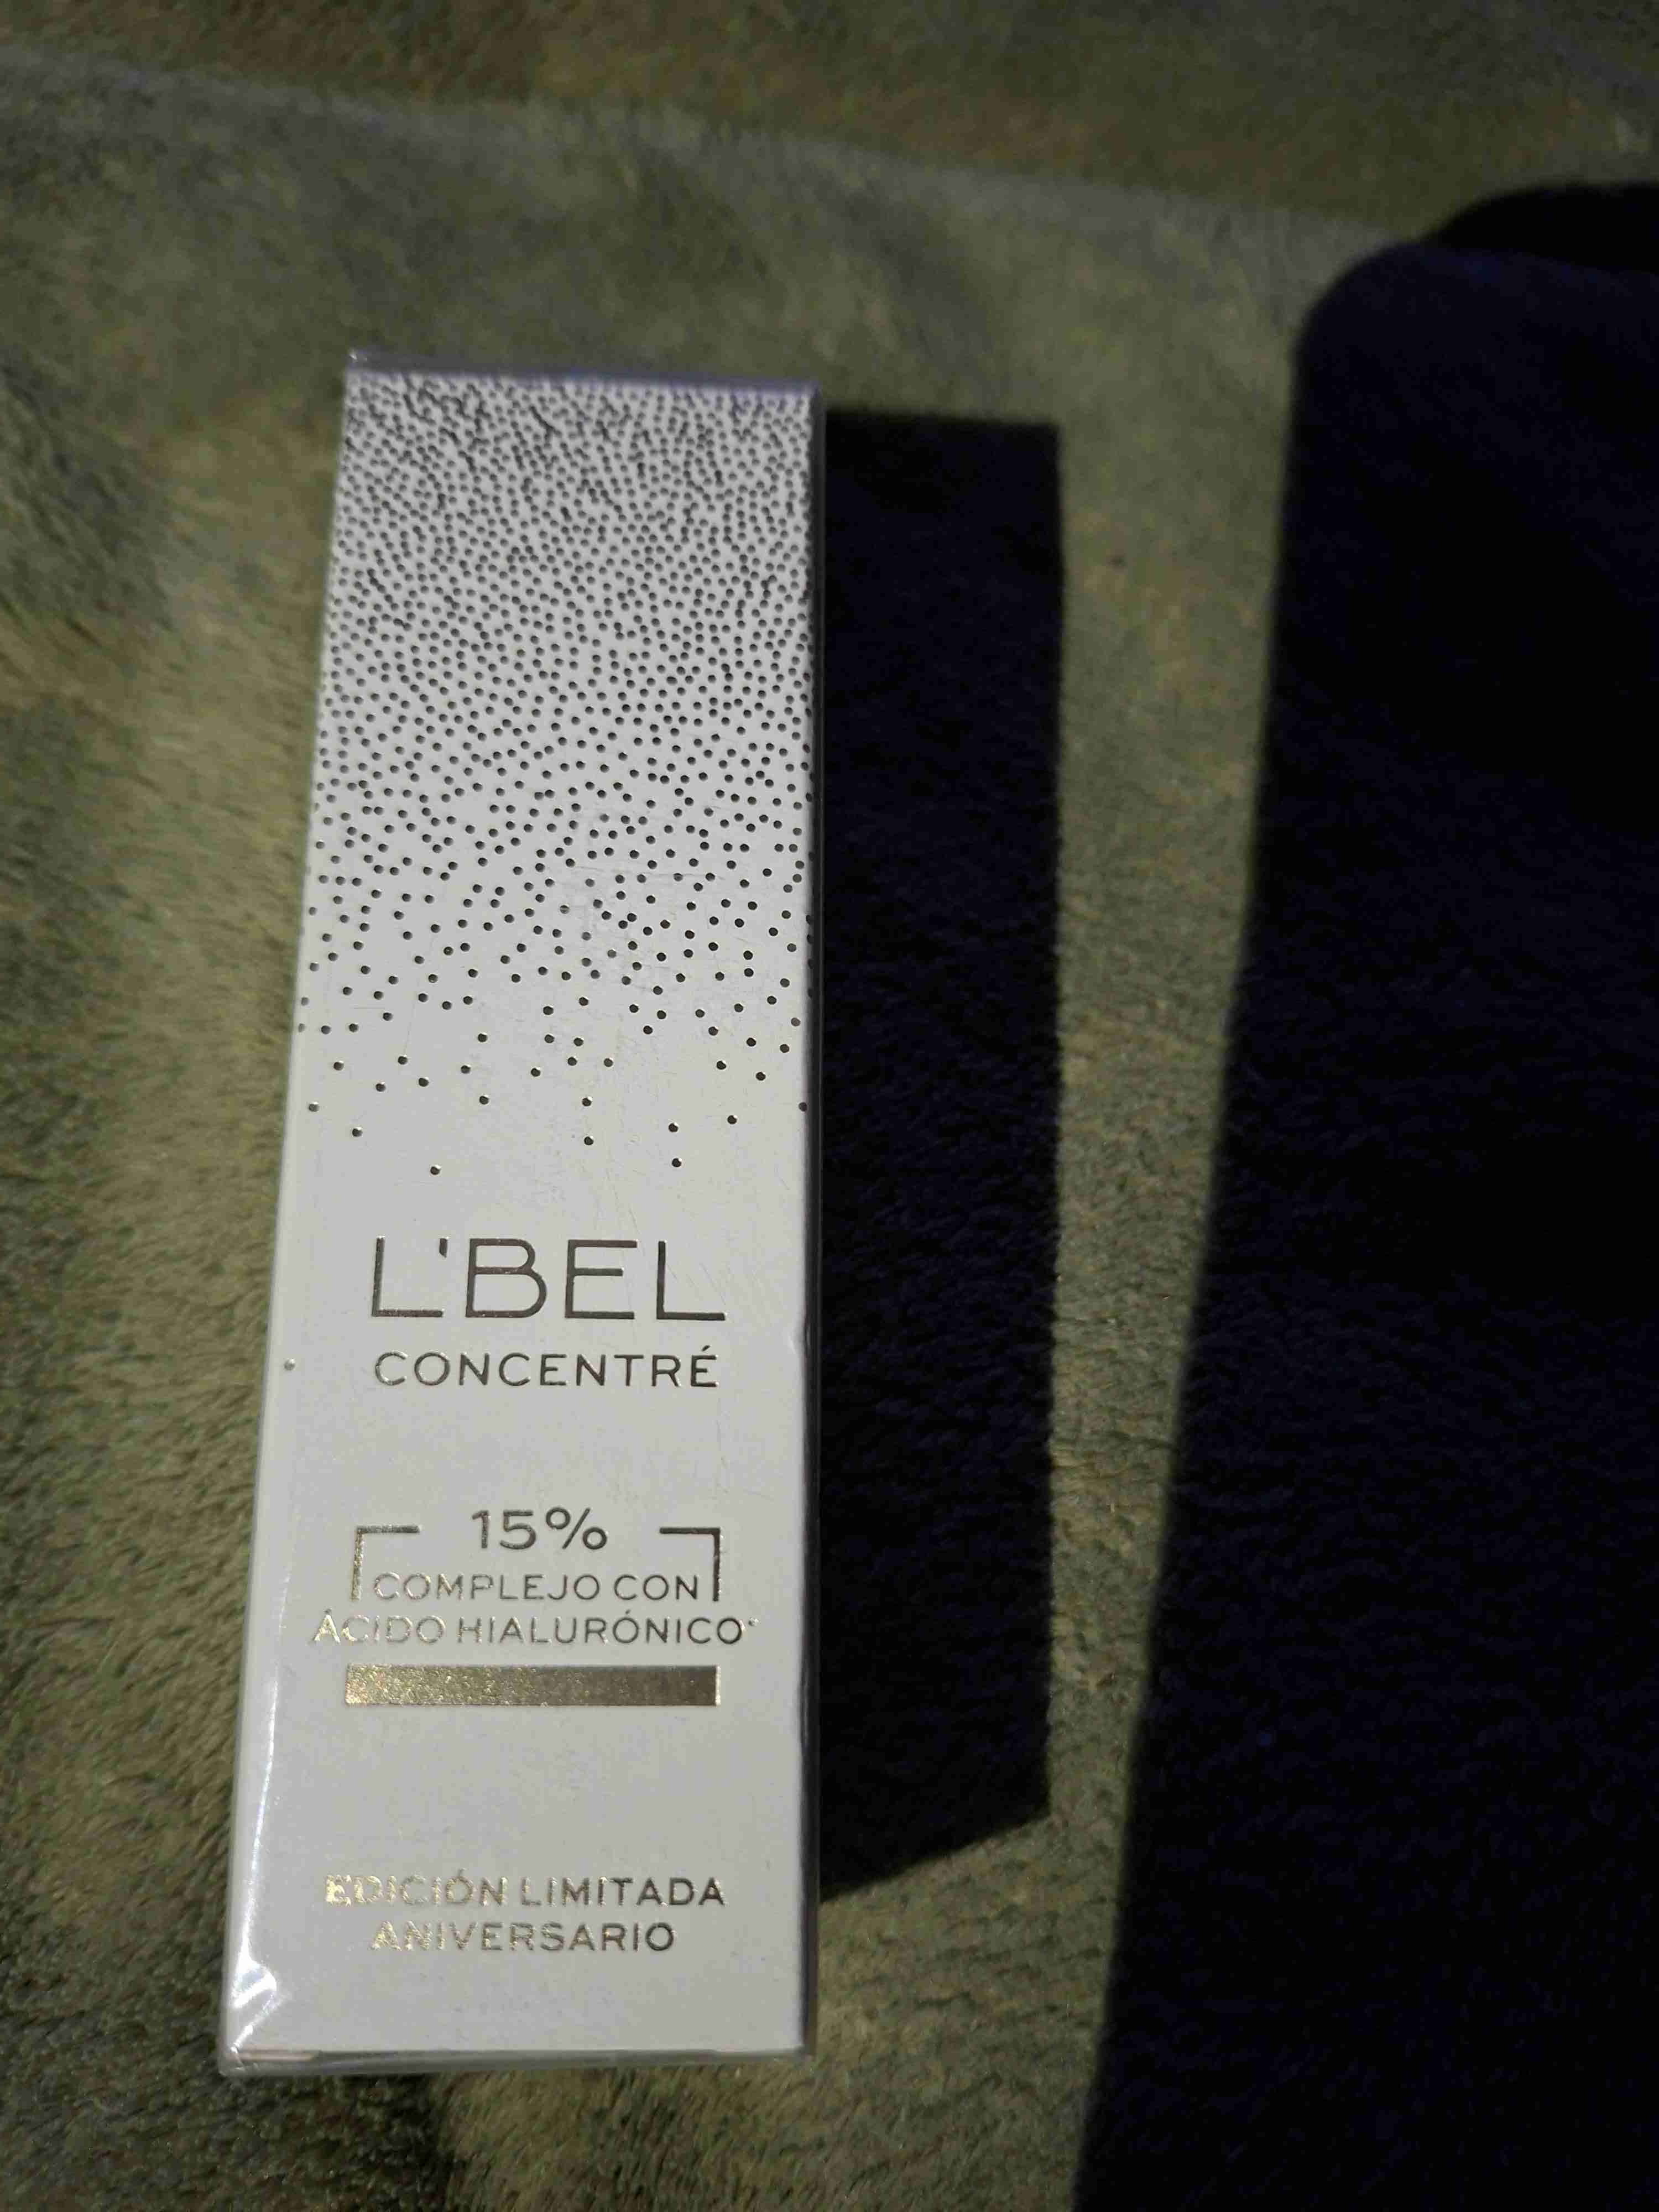 L'BEL
CONCENTRÉ
15%
COMPLEJO CON
ÁCIDO HIALURÓNICO*
EDICIÓN LIMITADA
ANIVERSARIO